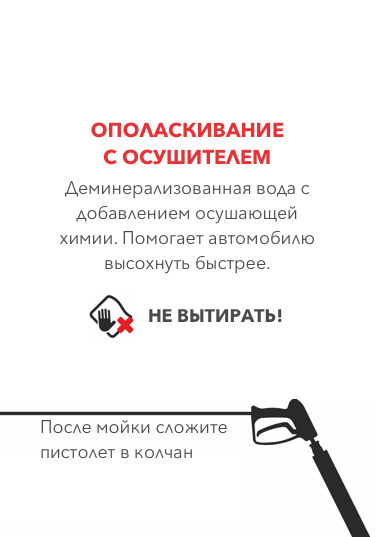 ОПОЛАСКИВАНИЕ
С ОСУШИТЕЛЕМ
Деминерализованная вода с
добавлением осушающей
химии. Помогает автомобилю
высохнуть быстрее.
НЕ ВЫТИРАТЬ!
После мойки сложите
пистолет в колчан